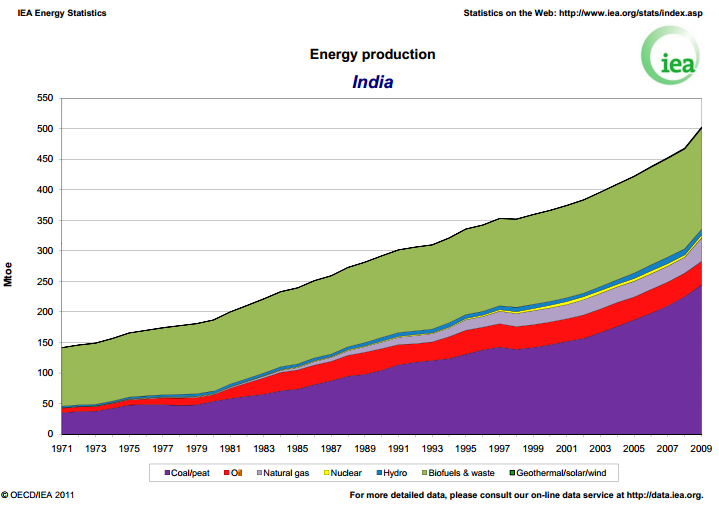 IEA Energy Statistics
Statistics on the Web: http://www.iea.org/stats/index.asp
iea
Energy production
India
550
500
450
400
350
300
250
200
150
100
50
0
Mtoe
1971 1973 1975 1977 1979 1981 1983 1985 1987 1989 1991 1993 1995 1997 1999 2001 2003 2005 2007 2009
Coal/peat Oil Natural gas Nuclear Hydro Biofuels & waste Geothermal/solar/wind
© OECD/IEA 2011
For more detailed data, please consult our on-line data service at http://data.iea.org.